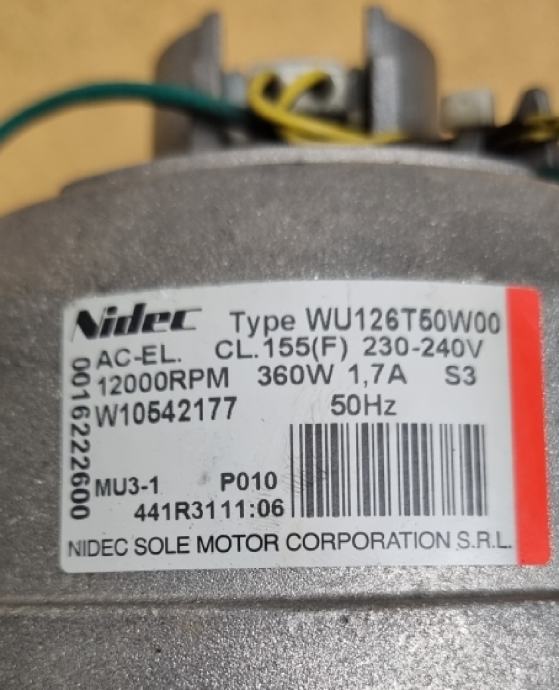 Nidec Type WU126T50W00
AC-EL. CL.155(F) 230-240V
12000RPM 360W 1,7A S3
W10542177 50Hz
0016222600
MU3-1 P010
441R3111:06
NIDEC SOLE MOTOR CORPORATION S.R.L.